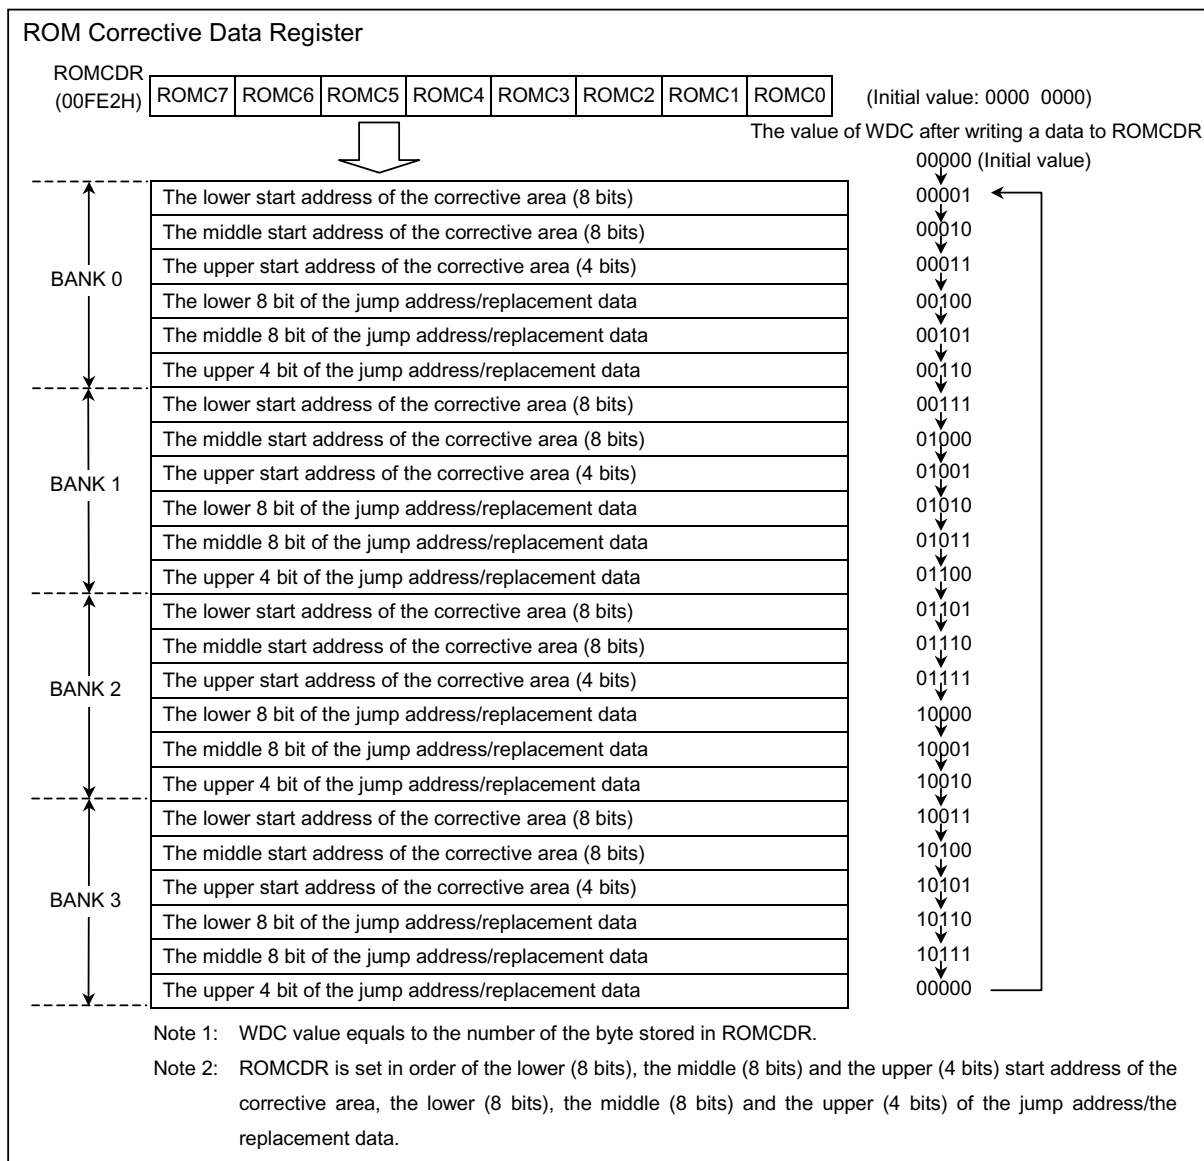 ROM Corrective Data Register
ROMCDR
(00FE2H)
ROMC7 ROMC6 ROMC5 ROMC4 ROMC3 ROMC2 ROMC1 ROMC0
(Initial value: 0000 0000)
The value of WDC after writing a data to ROMCDR
00000 (Initial value)
BANK 0
The lower start address of the corrective area (8 bits) 00001
The middle start address of the corrective area (8 bits) 00010
The upper start address of the corrective area (4 bits) 00011
The lower 8 bit of the jump address/replacement data 00100
The middle 8 bit of the jump address/replacement data 00101
The upper 4 bit of the jump address/replacement data 00110
BANK 1
The lower start address of the corrective area (8 bits) 00111
The middle start address of the corrective area (8 bits) 01000
The upper start address of the corrective area (4 bits) 01001
The lower 8 bit of the jump address/replacement data 01010
The middle 8 bit of the jump address/replacement data 01011
The upper 4 bit of the jump address/replacement data 01100
BANK 2
The lower start address of the corrective area (8 bits) 01101
The middle start address of the corrective area (8 bits) 01110
The upper start address of the corrective area (4 bits) 01111
The lower 8 bit of the jump address/replacement data 10000
The middle 8 bit of the jump address/replacement data 10001
The upper 4 bit of the jump address/replacement data 10010
BANK 3
The lower start address of the corrective area (8 bits) 10011
The middle start address of the corrective area (8 bits) 10100
The upper start address of the corrective area (4 bits) 10101
The lower 8 bit of the jump address/replacement data 10110
The middle 8 bit of the jump address/replacement data 10111
The upper 4 bit of the jump address/replacement data 00000
Note 1: WDC value equals to the number of the byte stored in ROMCDR.
Note 2: ROMCDR is set in order of the lower (8 bits), the middle (8 bits) and the upper (4 bits) start address of the
corrective area, the lower (8 bits), the middle (8 bits) and the upper (4 bits) of the jump address/the
replacement data.